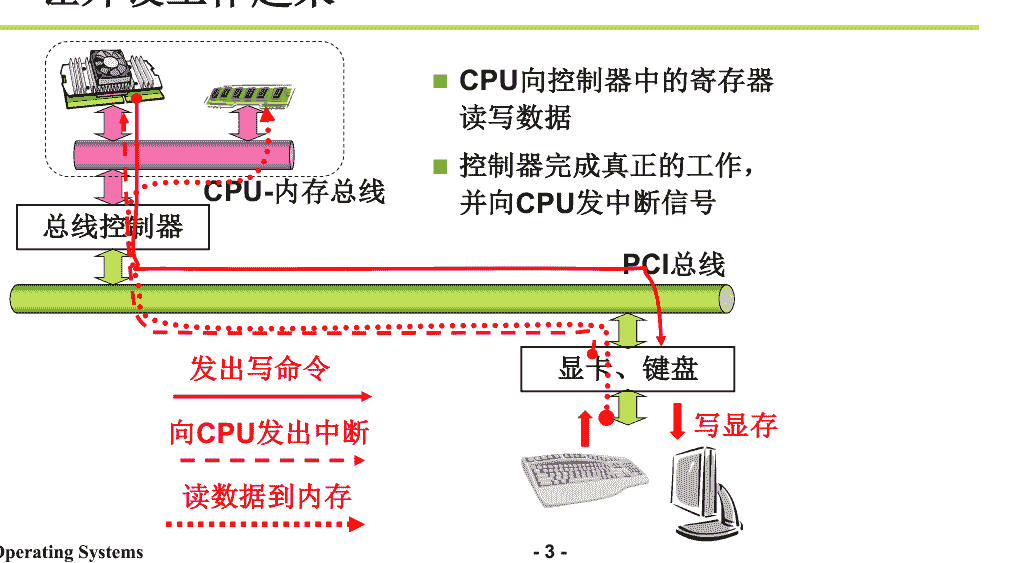 CPU向控制器中的寄存器
读写数据
控制器完成真正的工作，
并向CPU发中断信号
CPU-内存总线
总线控制器
PCI总线
显卡、键盘
发出写命令
向CPU发出中断
读数据到内存
写显存
Operating Systems
- 3 -